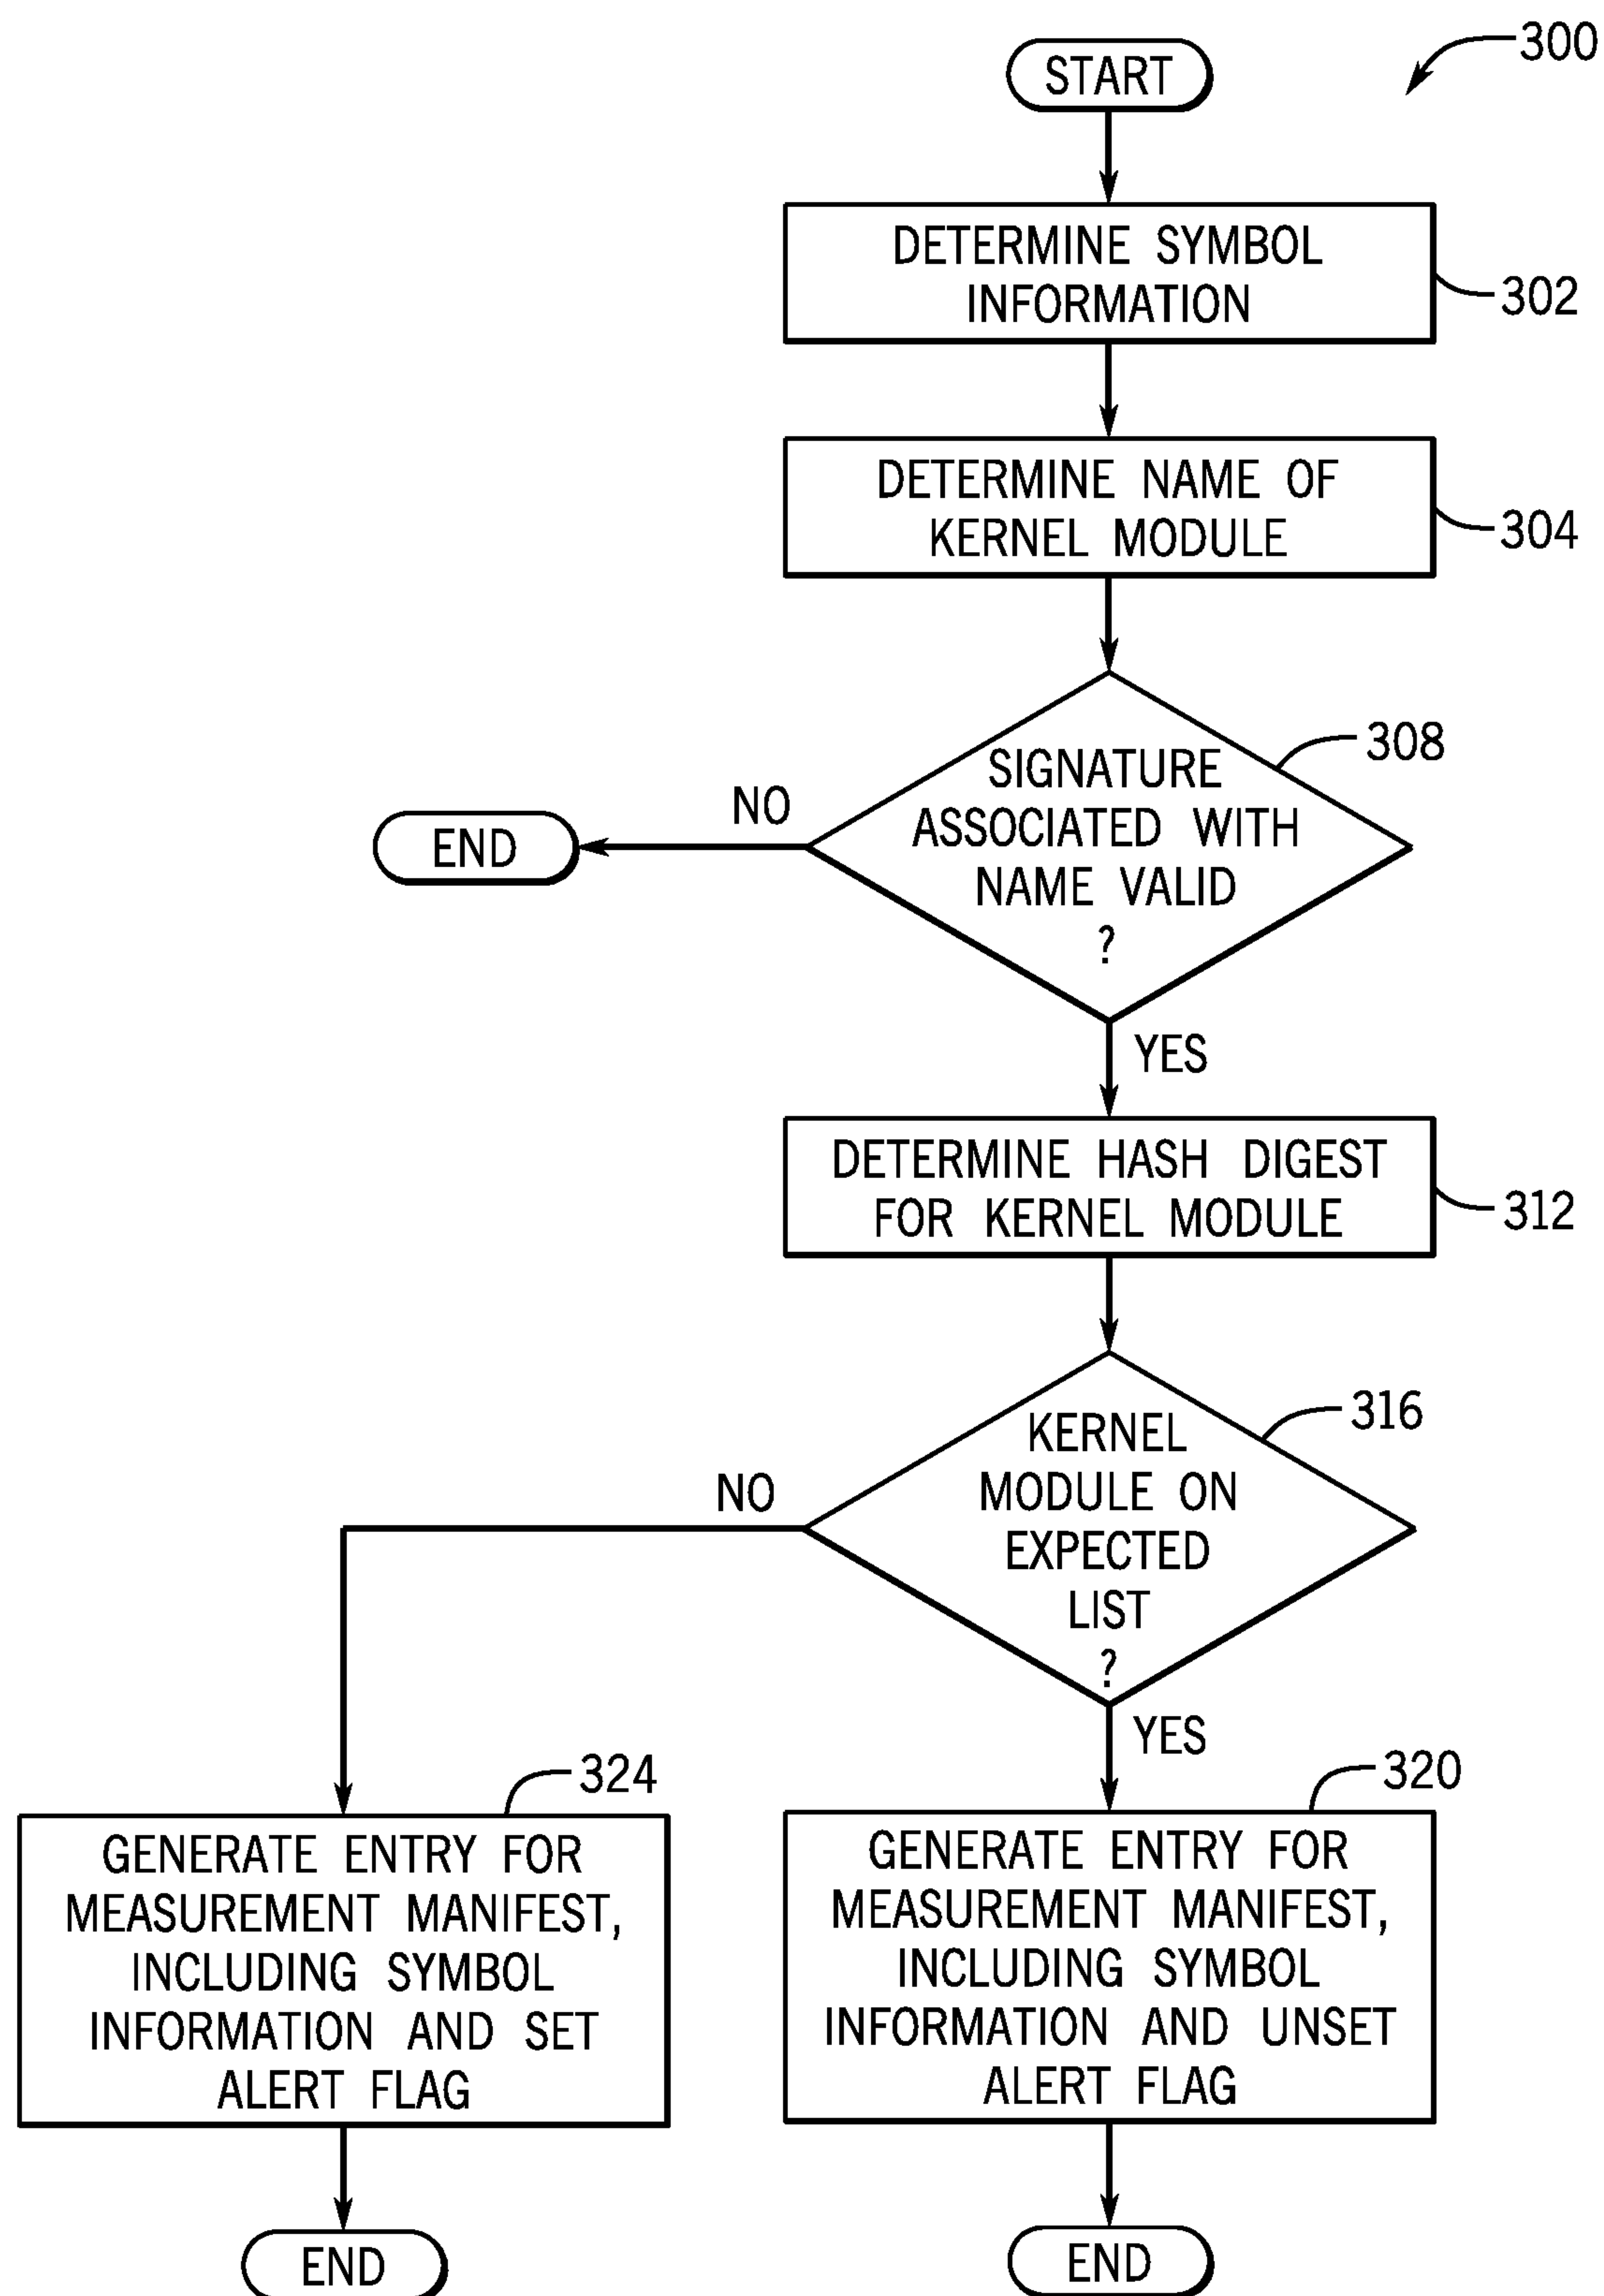 300
START
DETERMINE SYMBOL
INFORMATION
302
DETERMINE NAME OF
KERNEL MODULE
304
308
SIGNATURE
ASSOCIATED WITH
NAME VALID
?
NO
END
YES
DETERMINE HASH DIGEST
FOR KERNEL MODULE
312
316
KERNEL
MODULE ON
EXPECTED
LIST
?
NO
YES
324
GENERATE ENTRY FOR
MEASUREMENT MANIFEST,
INCLUDING SYMBOL
INFORMATION AND SET
ALERT FLAG
END
320
GENERATE ENTRY FOR
MEASUREMENT MANIFEST,
INCLUDING SYMBOL
INFORMATION AND UNSET
ALERT FLAG
END